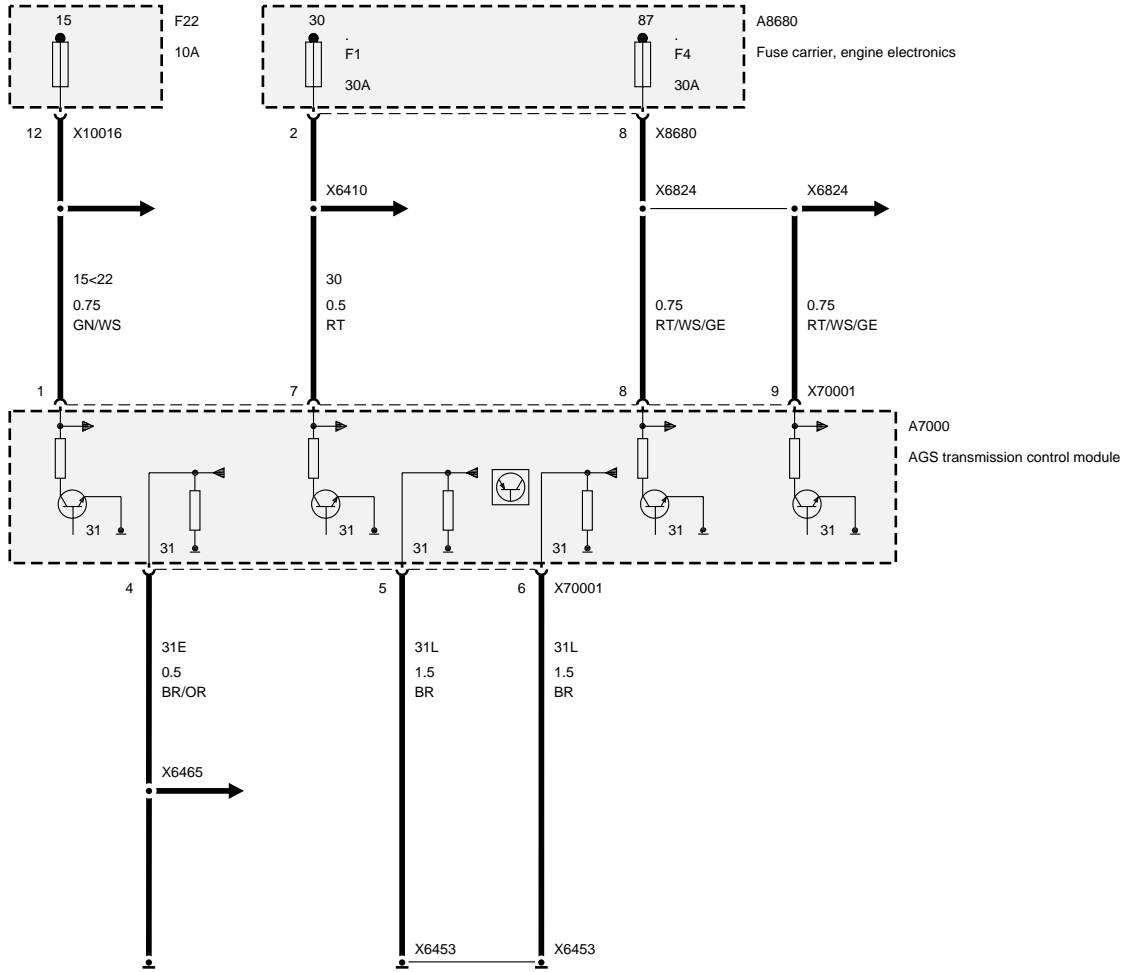 15 F22 30 87 A8680
10A . F1 . F4 Fuse carrier, engine electronics
30A 30A
12 X10016 2 8 X8680
X6410 X6824 X6824
15<22 30
0.75 0.5 0.75 0.75
GN/WS RT RT/WS/GE RT/WS/GE
1 7 8 9 X70001
A7000
AGS transmission control module
31 31 31 31
31 31 31
4 5 6 X70001
31E 31L 31L
0.5 1.5 1.5
BR/OR BR BR
X6465
X6453 X6453